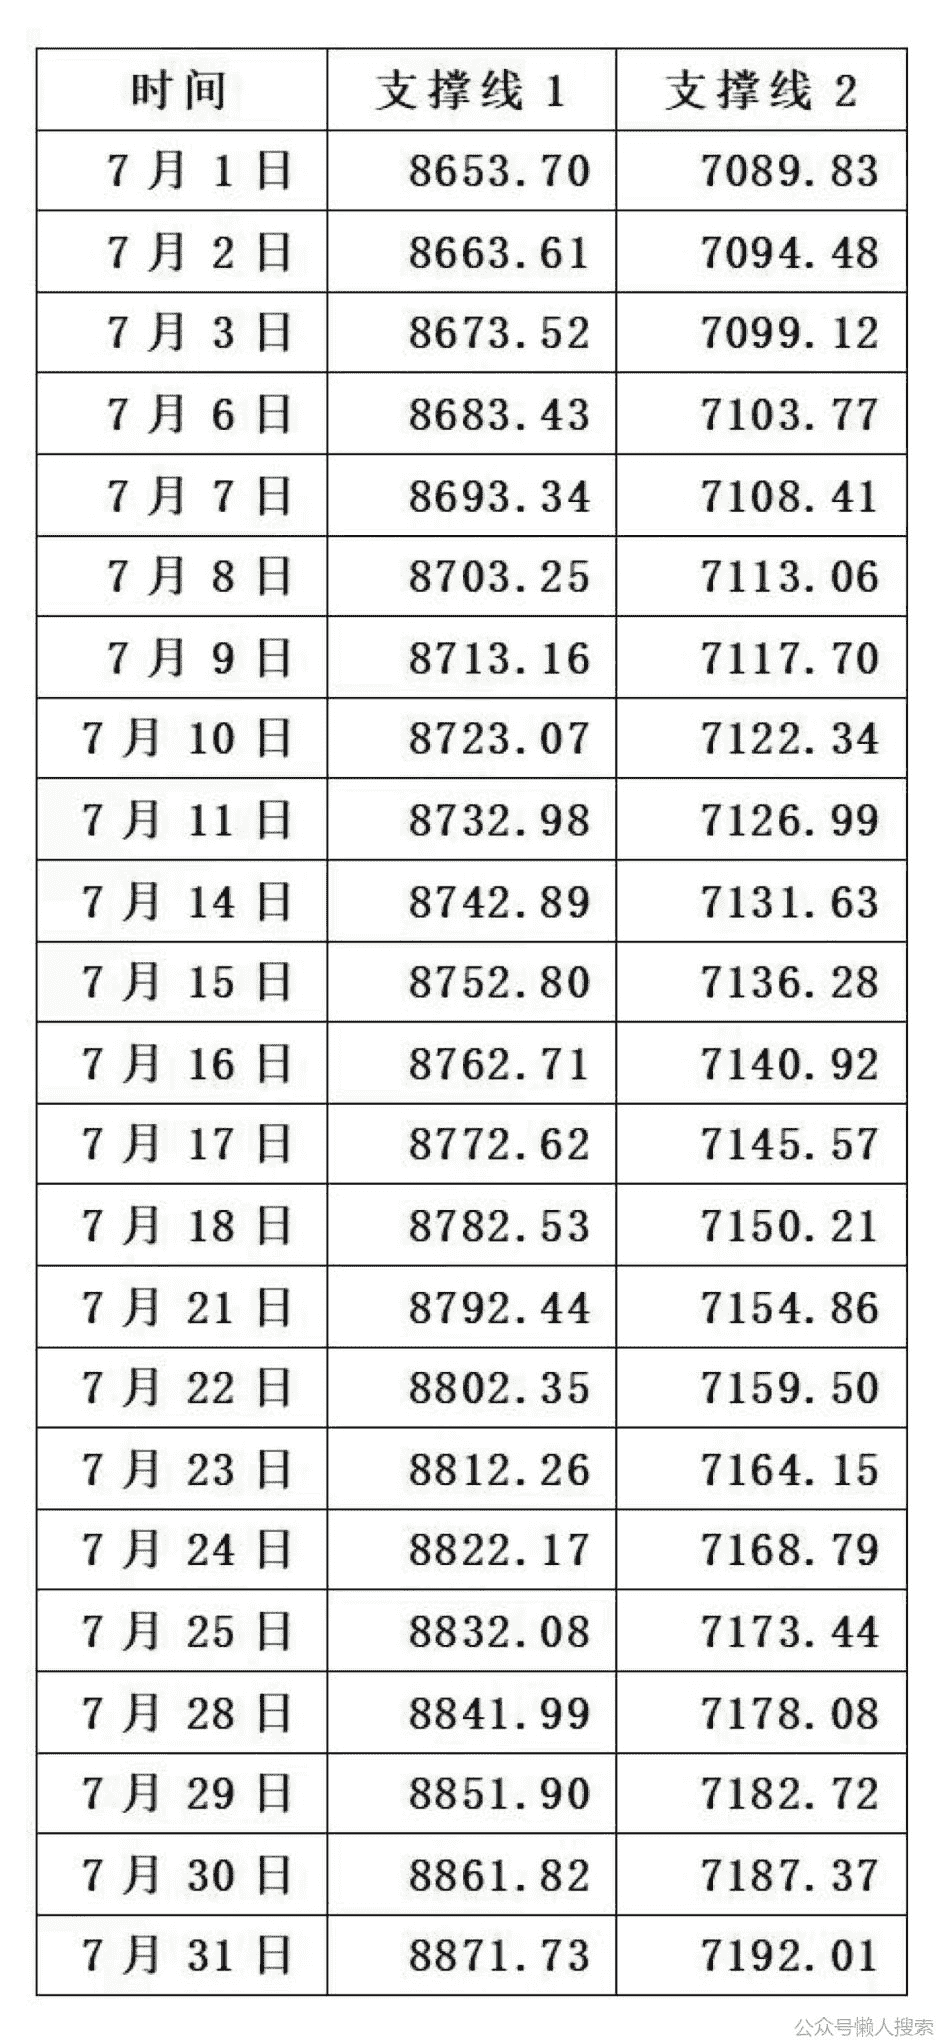 时间 支撑线1 支撑线2
7月1日 8653.70 7089.83
7月2日 8663.61 7094.48
7月3日 8673.52 7099.12
7月6日 8683.43 7103.77
7月7日 8693.34 7108.41
7月8日 8703.25 7113.06
7月9日 8713.16 7117.70
7月10日 8723.07 7122.34
7月11日 8732.98 7126.99
7月14日 8742.89 7131.63
7月15日 8752.80 7136.28
7月16日 8762.71 7140.92
7月17日 8772.62 7145.57
7月18日 8782.53 7150.21
7月21日 8792.44 7154.86
7月22日 8802.35 7159.50
7月23日 8812.26 7164.15
7月24日 8822.17 7168.79
7月25日 8832.08 7173.44
7月28日 8841.99 7178.08
7月29日 8851.90 7182.72
7月30日 8861.82 7187.37
7月31日 8871.73 7192.01
公众号懒人搜索